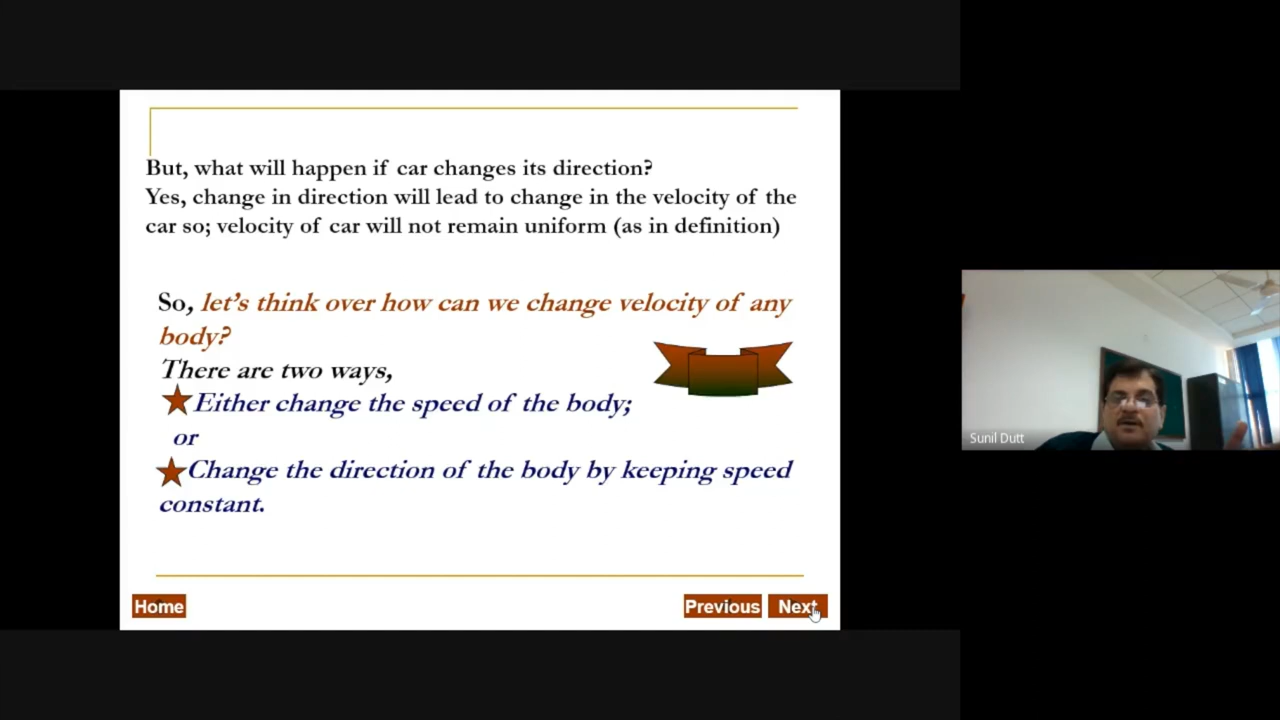 But, what will happen if car changes its direction?
Yes, change in direction will lead to change in the velocity of the
car so; velocity of car will not remain uniform (as in definition)
So, let's think over how can we change velocity of any
body?
There are two ways,
Either change the speed of the body;
or
Change the direction of the body by keeping speed
constant.
Home
Previous
Next
Sunil Dutt